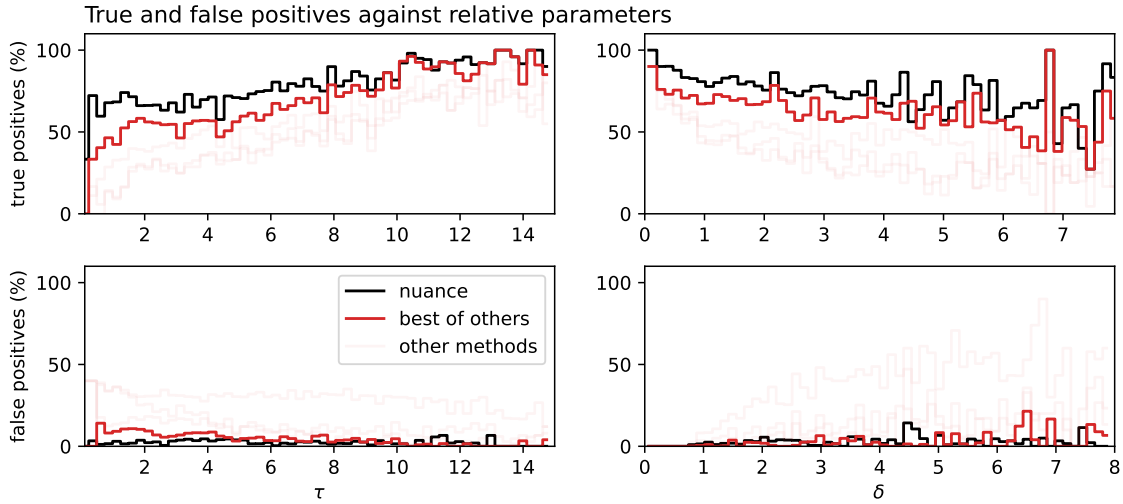 True and false positives against relative parameters
true positives (%)
100
50
0
2 4 6 8 10 12 14
0 1 2 3 4 5 6 7
false positives (%)
100
50
0
nuance
best of others
other methods
2 4 6 8 10 12 14
τ
100
50
0
0 1 2 3 4 5 6 7 8
δ